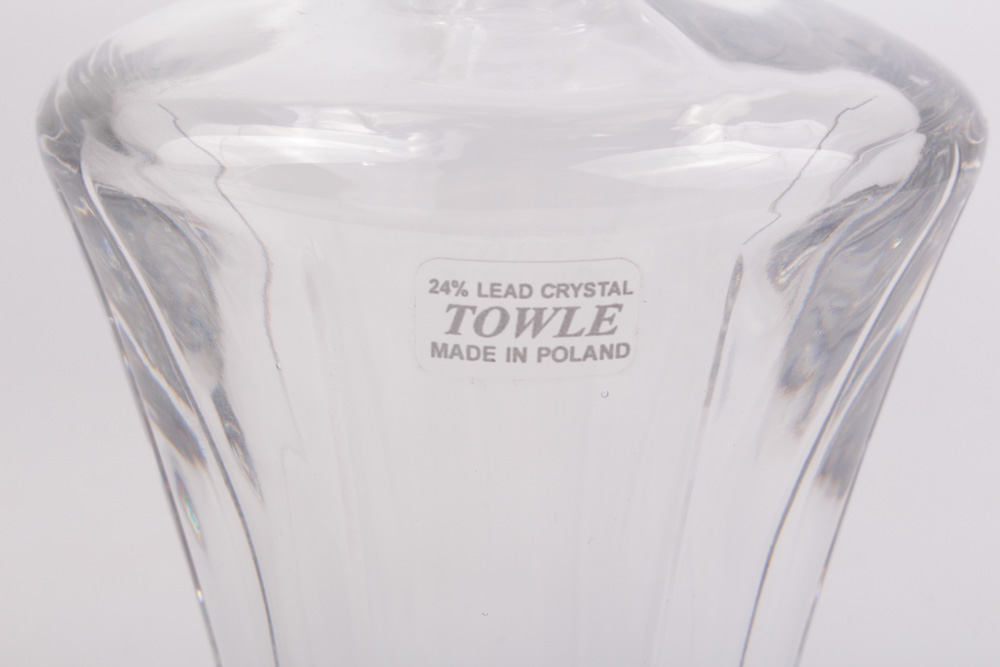 24% LEAD CRYSTAL
TOWLE
MADE IN POLAND